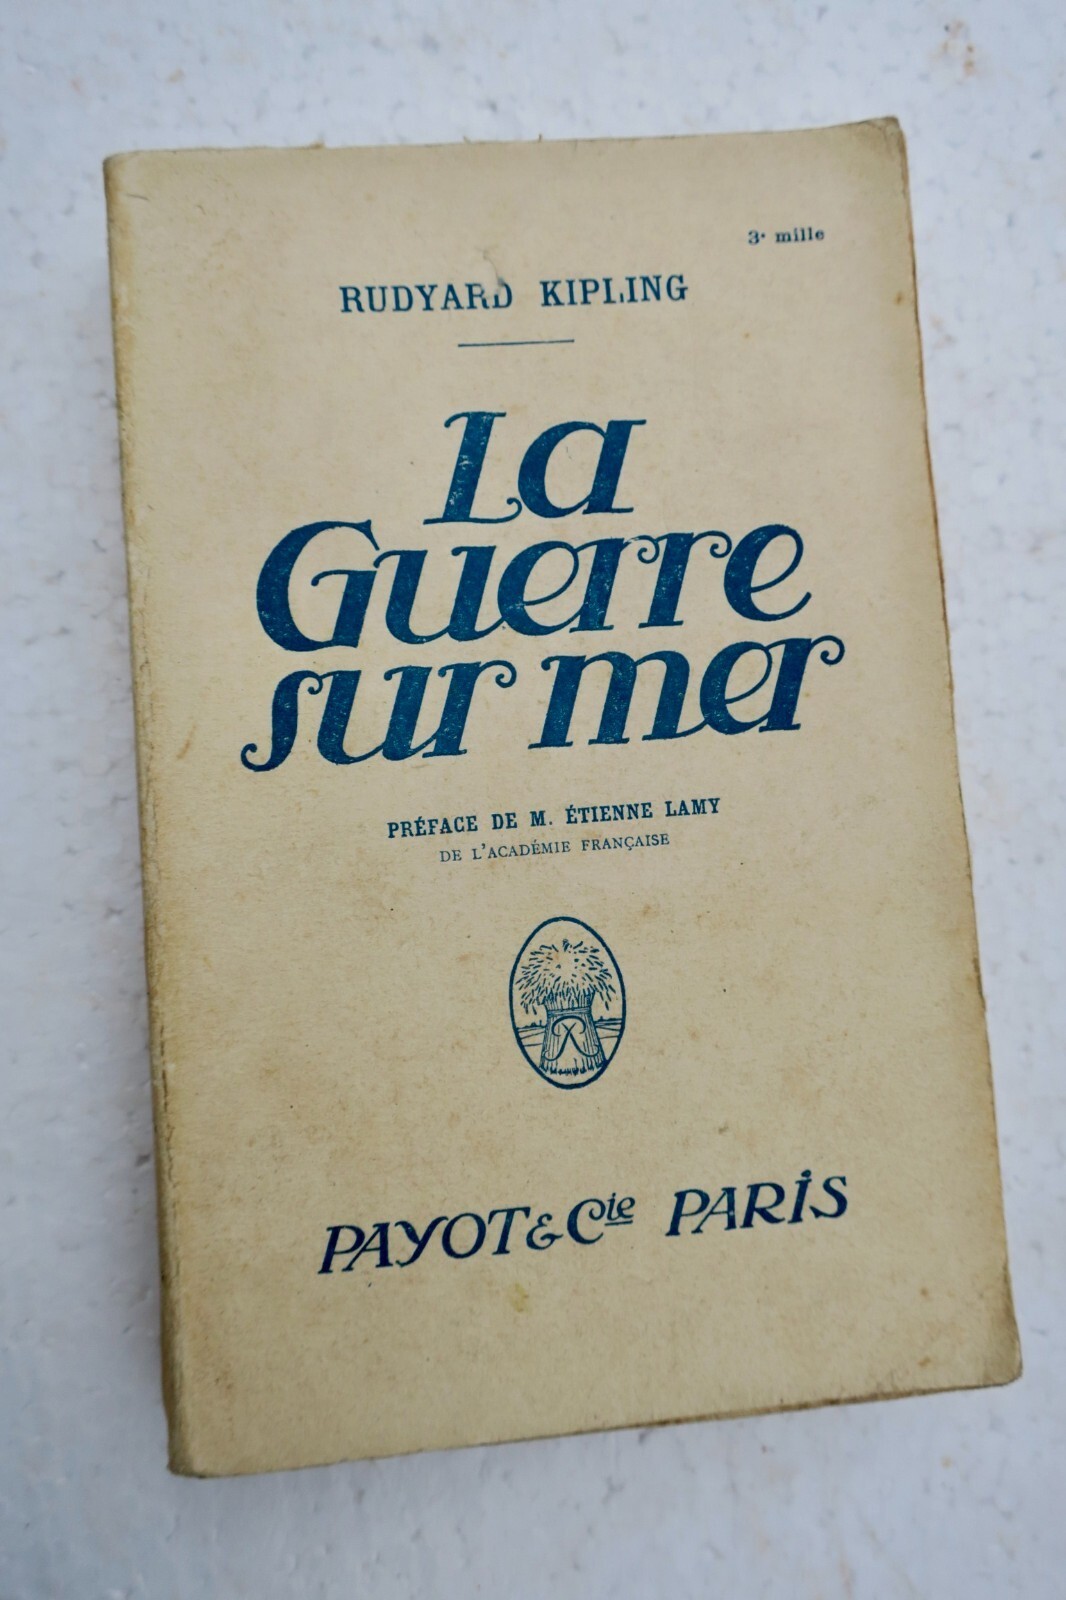 3e mille
RUDYARD KIPLING
La
Guerre
sur mer
PRÉFACE DE M. ÉTIENNE LAMY
DE L'ACADÉMIE FRANÇAISE
PAYOT & Cie PARIS